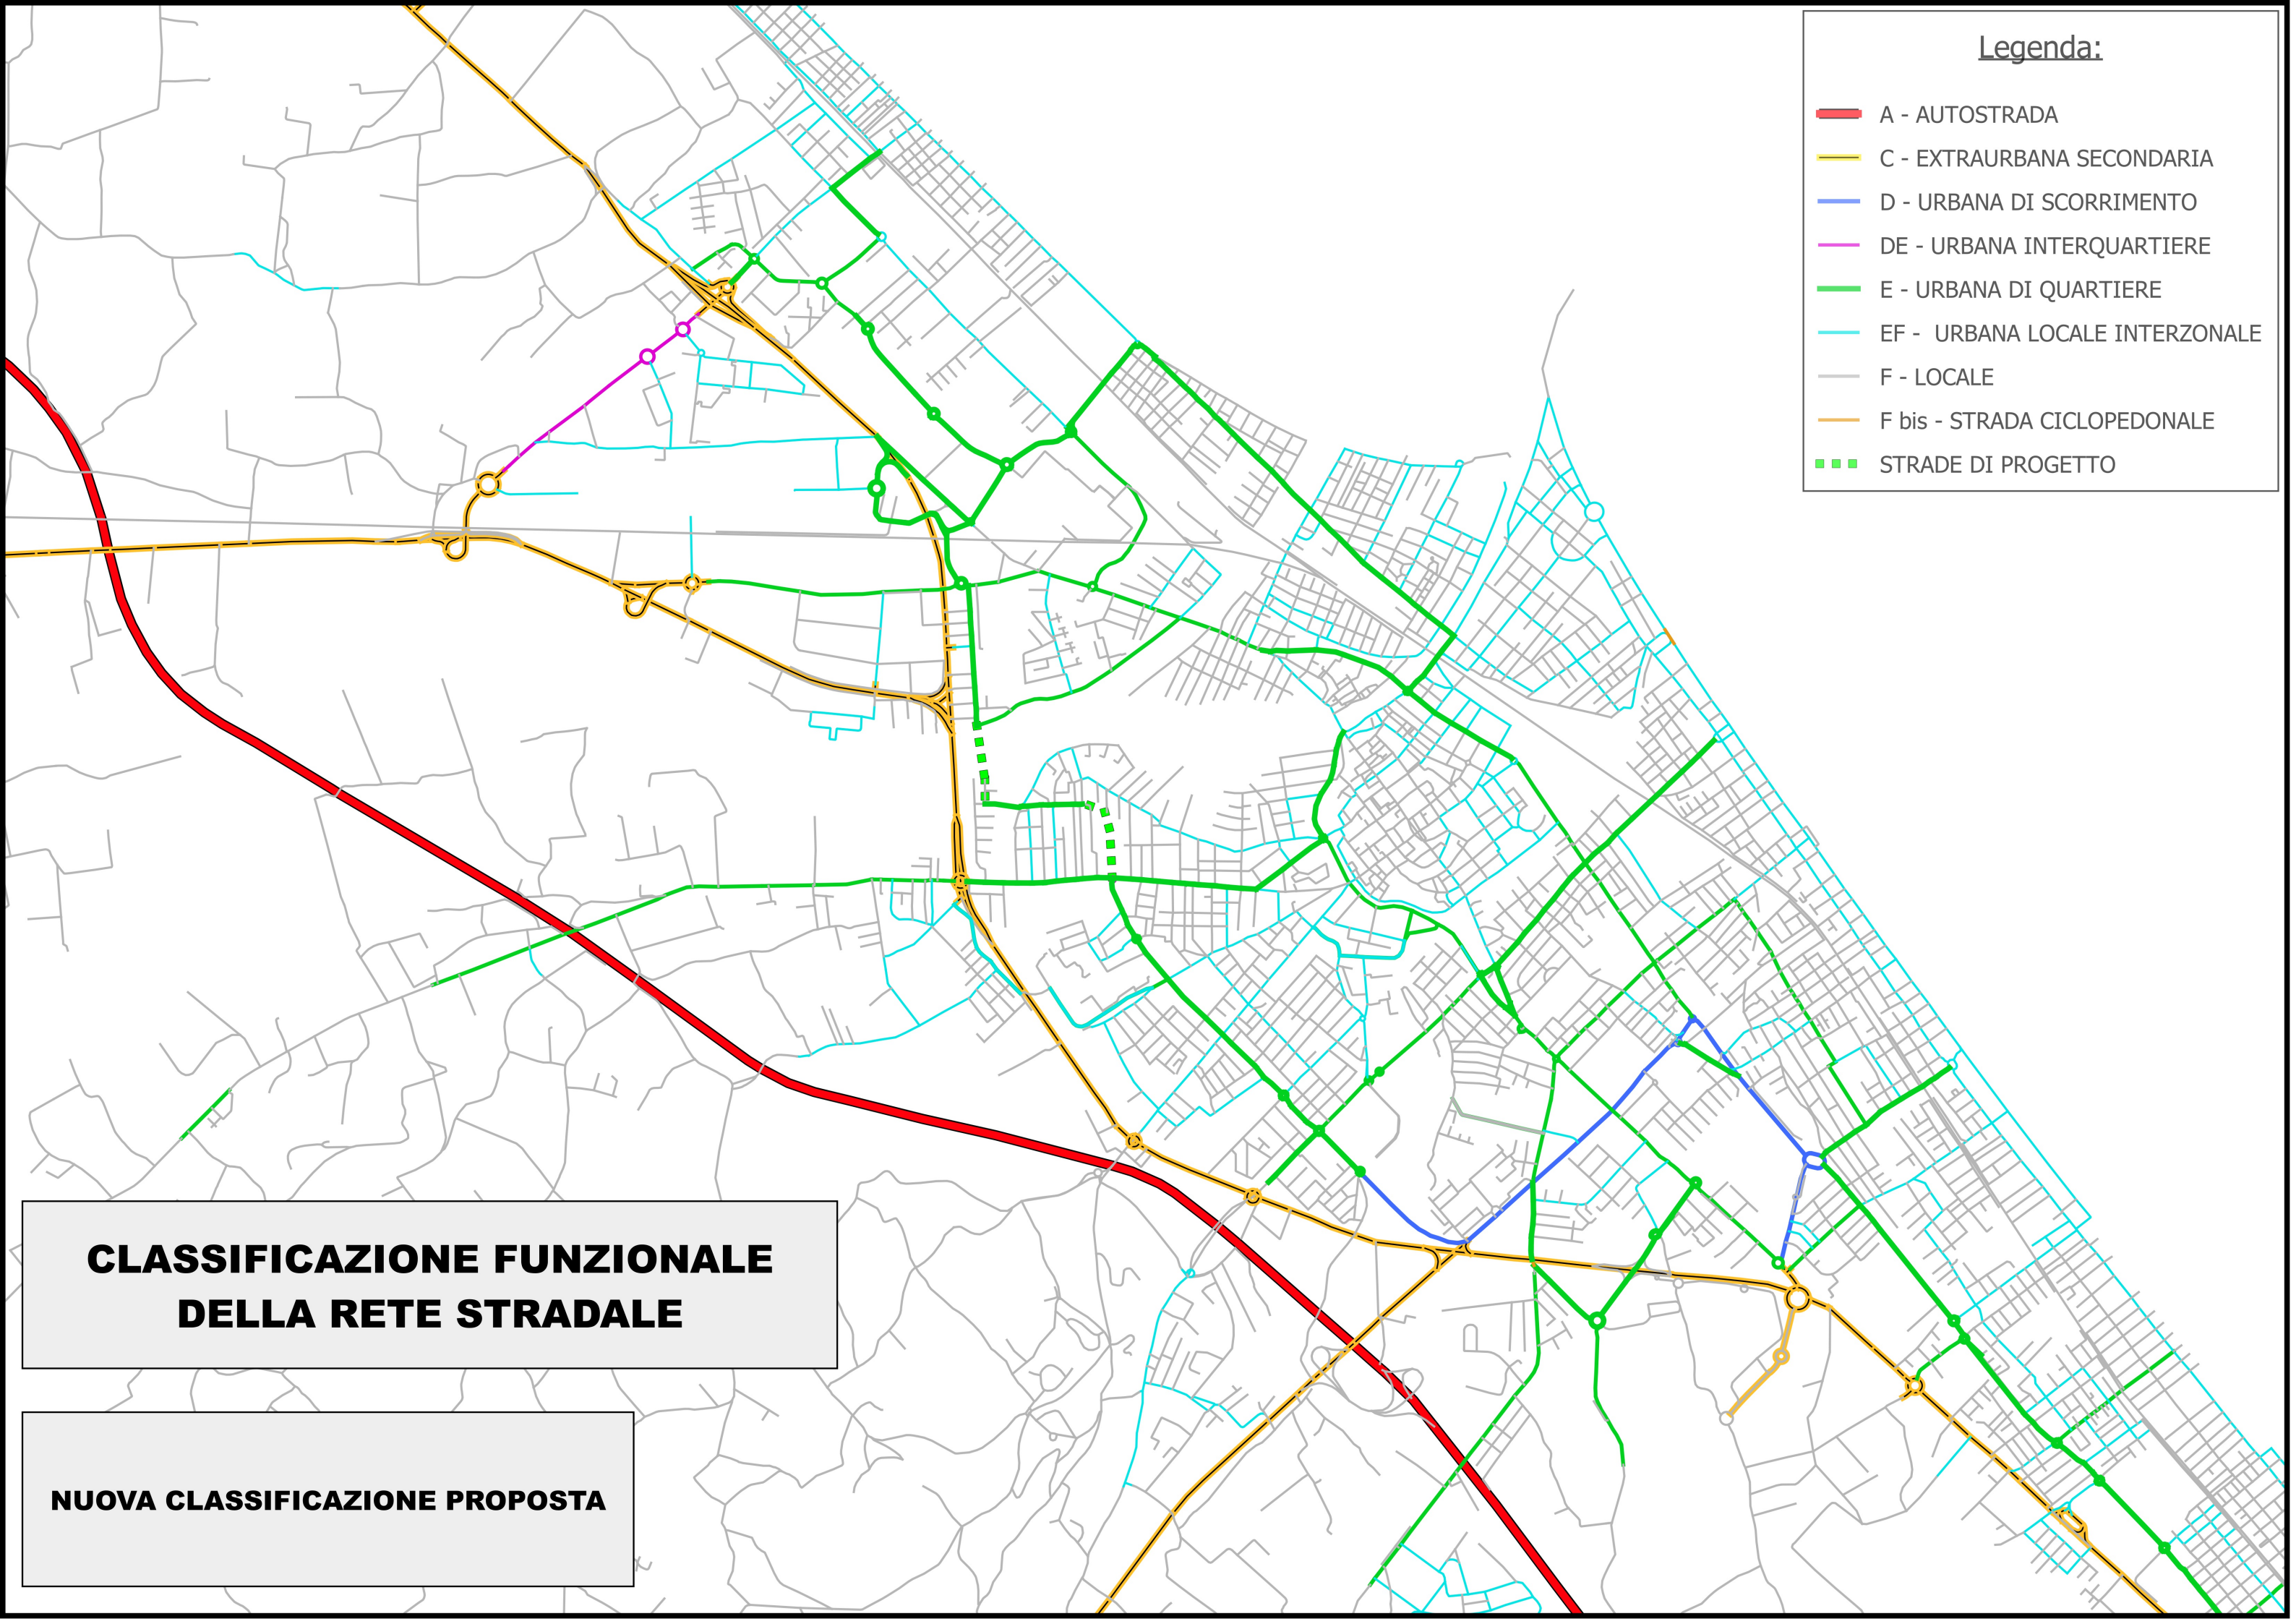 Legenda:
A - AUTOSTRADA
C - EXTRAURBANA SECONDARIA
D - URBANA DI SCORRIMENTO
DE - URBANA INTERQUARTIERE
E - URBANA DI QUARTIERE
EF - URBANA LOCALE INTERZONALE
F - LOCALE
F bis - STRADA CICLOPEDONALE
STRADE DI PROGETTO
CLASSIFICAZIONE FUNZIONALE
DELLA RETE STRADALE
NUOVA CLASSIFICAZIONE PROPOSTA